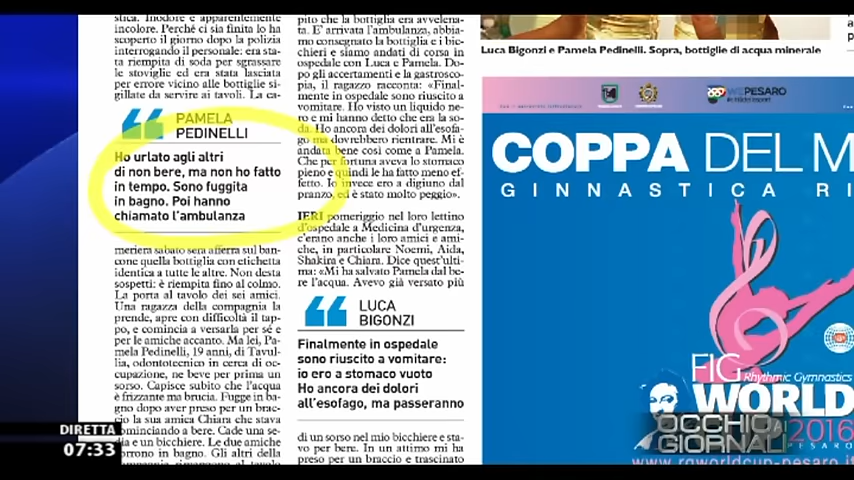 stica. Inodore e apparentemente
incolore. Perché ci sia finito lo ha
scoperto il giorno dopo la polizia
interrogando il personale: era sta-
ta riempita di soda per sgrassare
le stoviglie ed era stata lasciata
per errore vicino alle bottiglie si-
gillate da servire ai tavoli. La ca-
PAMELA
PEDINELLI
Ho urlato agli altri
di non bere, ma non ho fatto
in tempo. Sono fuggita
in bagno. Poi hanno
chiamato l'ambulanza
meriera sabato sera afferra sul ban-
cone quella bottiglia con etichetta
identica a tutte le altre. Non desta
sospetti: è riempita fino al colmo.
La porta al tavolo dei sei amici.
Una ragazza della compagnia la
prende, apre con difficoltà il tap-
po, e comincia a versarla per sé e
per le amiche accanto. Ma lei, Pa-
mela Pedinelli, 19 anni, di Tavul-
lia, odontotecnico in cerca di oc-
cupazione, ne beve per prima un
sorso. Capisce subito che l'acqua
è frizzante ma brucia. Fugge in ba-
gno dopo aver preso per un brac-
cio la sua amica Chiara che stava
cominciando a bere. Cade una se-
dia e un bicchiere. Le due amiche
corrono in bagno. Gli altri della
pito che la bottiglia era avvelena-
ta. E' arrivata l'ambulanza, abbia-
mo consegnato la bottiglia e i bic-
chieri e siamo andati di corsa in
ospedale con Luca e Pamela. Do-
po gli accertamenti e la gastrosco-
pia, il ragazzo racconta: «Final-
mente in ospedale sono riuscito a
vomitare. Ho visto un liquido ne-
ro e mi hanno detto che era la so-
da. Ho ancora dei dolori all'esofa-
go ma dovrebbero rientrare. Mi è
andata bene così come a Pamela.
Che per fortuna aveva lo stomaco
pieno e quindi le ha fatto meno ef-
fetto. Io invece ero a digiuno dal
pranzo, ed è stato molto peggio».
IERI pomeriggio nel loro lettino
d'ospedale a Medicina d'urgenza,
c'erano anche i loro amici e ami-
che, in particolare Noemi, Aida,
Shakira e Chiara. Dice quest'ulti-
ma: «Mi ha salvato Pamela dal be-
re l'acqua. Avevo già versato più
LUCA
BIGONZI
Finalmente in ospedale
sono riuscito a vomitare:
io ero a stomaco vuoto
Ho ancora dei dolori
all'esofago, ma passeranno
di un sorso nel mio bicchiere e sta-
vo per bere. In un attimo mi ha
preso per un braccio e trascinato
Luca Bigonzi e Pamela Pedinelli. Sopra, bottiglie di acqua minerale
WEPESARO
COPPA DEL M
GINNASTICA RI
FIG
Rhythmic Gymnastics
WORLD
2016
PESARO
www.rgworldcup-pesaro.it
OCCHIO AI
GIORNALI
DIRETTA
07:33